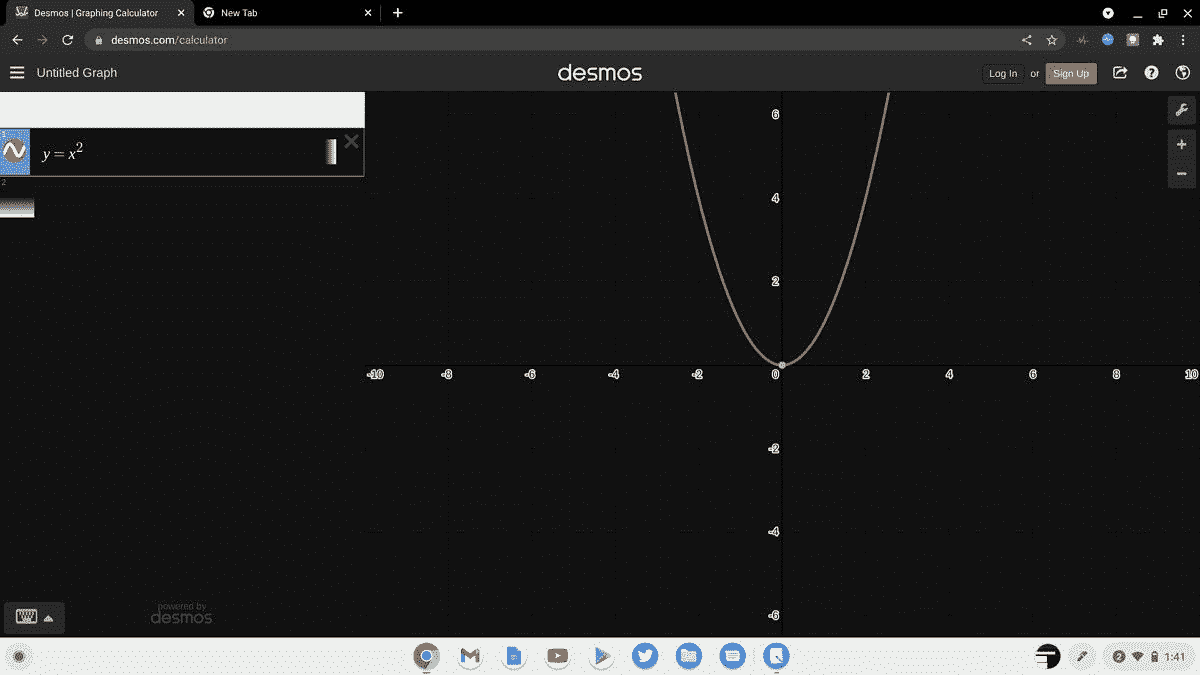 Desmos | Graphing Calculator
New Tab
desmos.com/calculator
Untitled Graph
desmos
Log In or Sign Up
y = x²
2
6
4
2
-10 -8 -6 -4 -2 0 2 4 6 8 10
-2
-4
-6
powered by
desmos
2 1:41